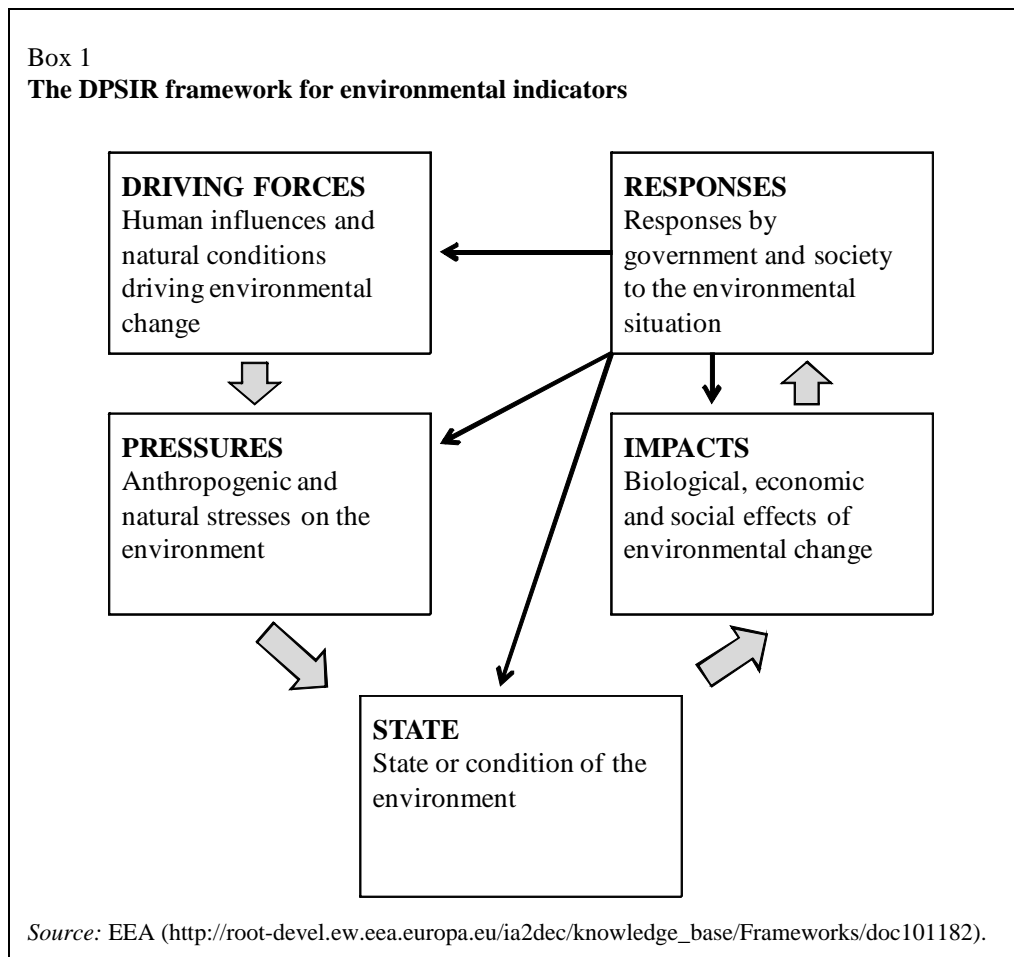 Box 1
The DPSIR framework for environmental indicators
DRIVING FORCES
Human influences and
natural conditions
driving environmental
change
RESPONSES
Responses by
government and society
to the environmental
situation
PRESSURES
Anthropogenic and
natural stresses on the
environment
IMPACTS
Biological, economic
and social effects of
environmental change
STATE
State or condition of the
environment
Source: EEA (http://root-devel.ew.eea.europa.eu/ia2dec/knowledge_base/Frameworks/doc101182).